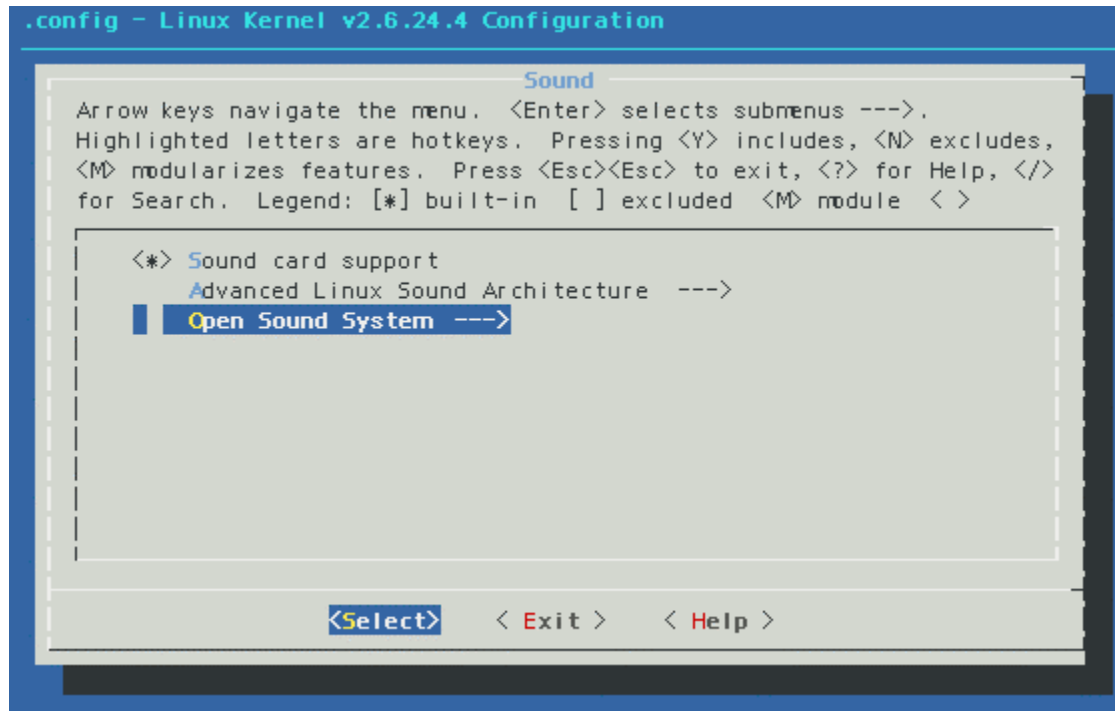 .config - Linux Kernel v2.6.24.4 Configuration
Sound
Arrow keys navigate the menu. <Enter> selects submenus --->.
Highlighted letters are hotkeys. Pressing <Y> includes, <N> excludes,
<M> modularizes features. Press <Esc><Esc> to exit, <?> for Help, </>
for Search. Legend: [*] built-in [ ] excluded <M> module < >
<*> Sound card support
Advanced Linux Sound Architecture --->
Open Sound System --->
<Select> < Exit > < Help >